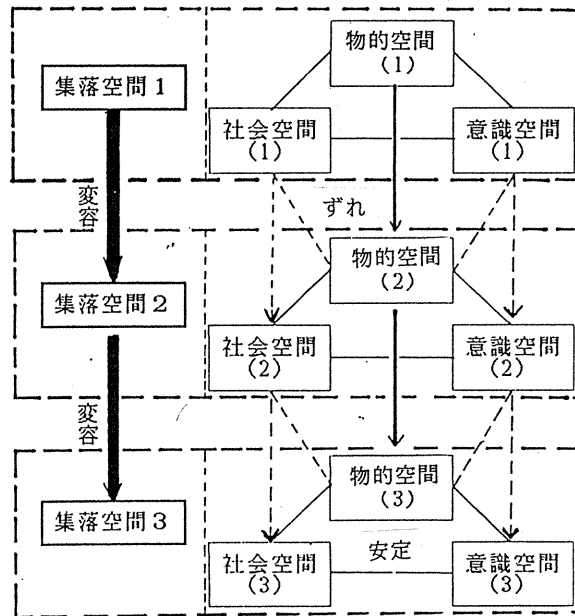 物的空間
(1)
集落空間1
社会空間
(1)
意識空間
(1)
変容
ずれ
物的空間
(2)
集落空間2
社会空間
(2)
意識空間
(2)
変容
物的空間
(3)
集落空間3
安定
社会空間
(3)
意識空間
(3)